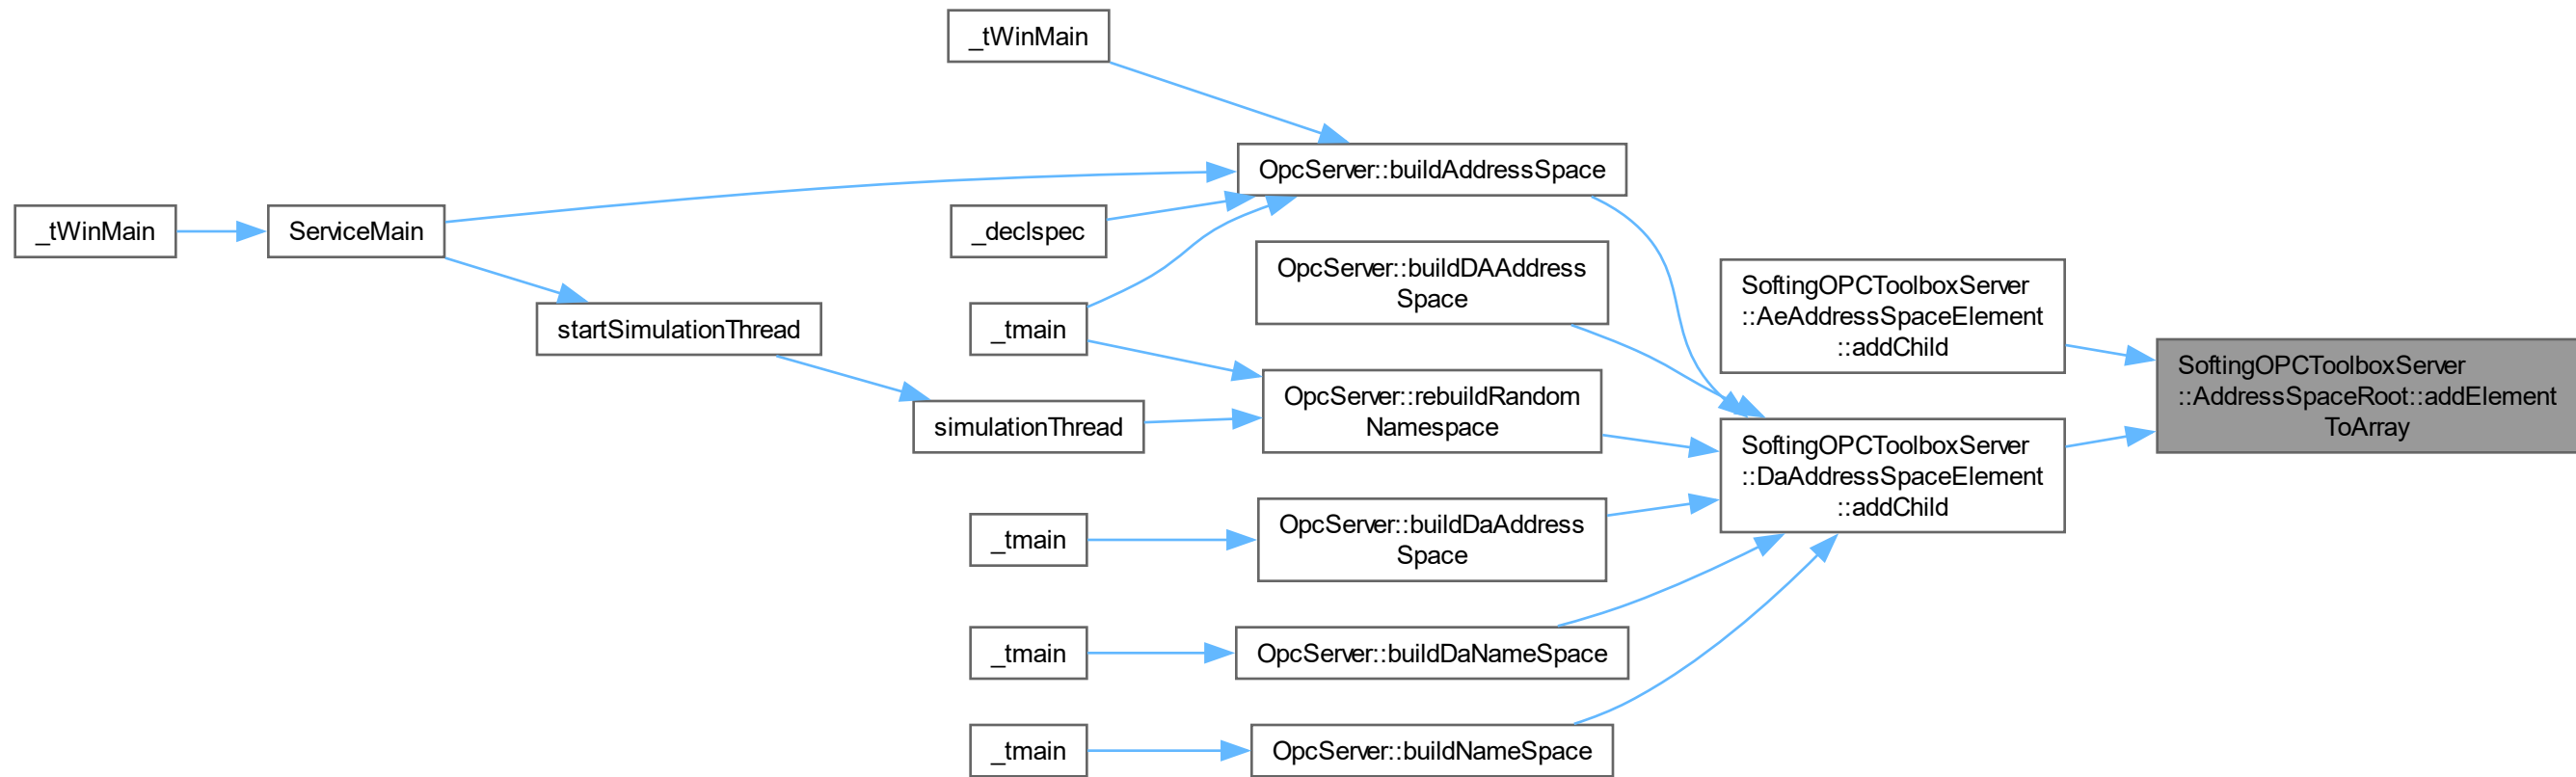 _tWinMain
OpcServer::buildAddressSpace
_tWinMain
ServiceMain
_declspec
OpcServer::buildDAAddress
Space
SoftingOPCToolboxServer
::AeAddressSpaceElement
::addChild
startSimulationThread
_tmain
SoftingOPCToolboxServer
::AddressSpaceRoot::addElement
ToArray
OpcServer::rebuildRandom
Namespace
simulationThread
SoftingOPCToolboxServer
::DaAddressSpaceElement
::addChild
_tmain
OpcServer::buildDaAddress
Space
_tmain
OpcServer::buildDaNameSpace
_tmain
OpcServer::buildNameSpace